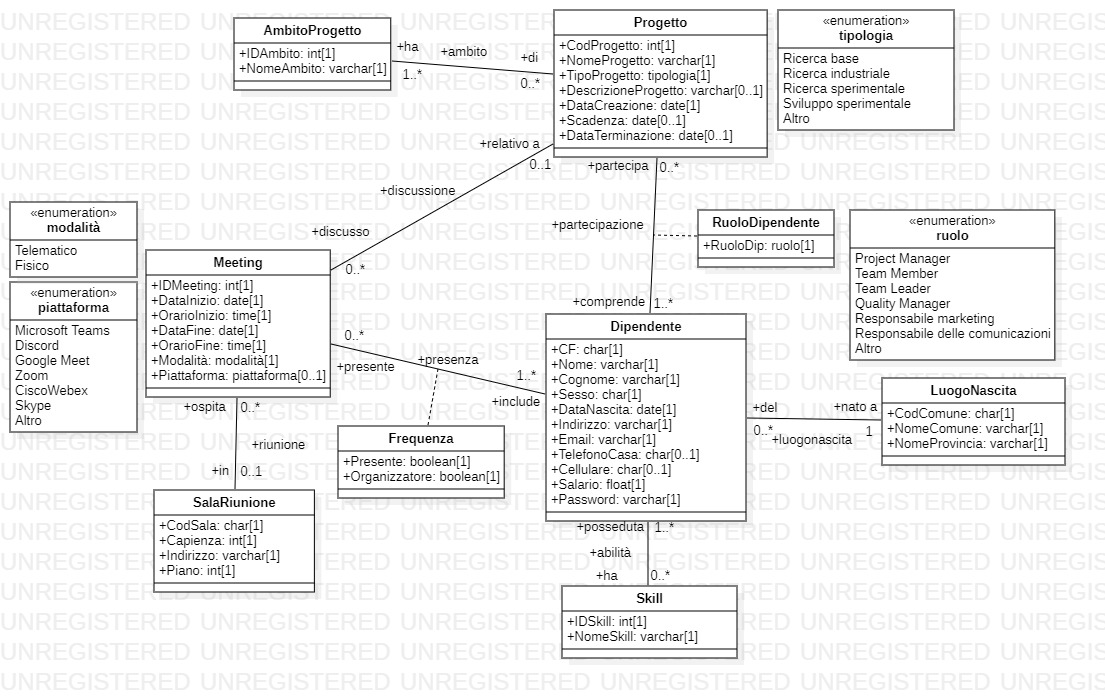 AmbitoProgetto
+IDAmbito: int[1]
+NomeAmbito: varchar[1]
+ha
+ambito
+di
1..*
0..*
Progetto
+CodProgetto: int[1]
+NomeProgetto: varchar[1]
+TipoProgetto: tipologia[1]
+DescrizioneProgetto: varchar[0..1]
+DataCreazione: date[1]
+Scadenza: date[0..1]
+DataTerminazione: date[0..1]
«enumeration»
tipologia
Ricerca base
Ricerca industriale
Ricerca sperimentale
Sviluppo sperimentale
Altro
+relativo a
0..1
+discussione
+discusso
0..*
+partecipa
0..*
+partecipazione
+comprende
1..*
RuoloDipendente
+RuoloDip: ruolo[1]
«enumeration»
ruolo
Project Manager
Team Member
Team Leader
Quality Manager
Responsabile marketing
Responsabile delle comunicazioni
Altro
«enumeration»
modalità
Telematico
Fisico
«enumeration»
piattaforma
Microsoft Teams
Discord
Google Meet
Zoom
CiscoWebex
Skype
Altro
Meeting
+IDMeeting: int[1]
+DataInizio: date[1]
+OrarioInizio: time[1]
+DataFine: date[1]
+OrarioFine: time[1]
+Modalità: modalità[1]
+Piattaforma: piattaforma[0..1]
0..*
+presente
+presenza
1..*
+include
Dipendente
+CF: char[1]
+Nome: varchar[1]
+Cognome: varchar[1]
+Sesso: char[1]
+DataNascita: date[1]
+Indirizzo: varchar[1]
+Email: varchar[1]
+TelefonoCasa: char[0..1]
+Cellulare: char[0..1]
+Salario: float[1]
+Password: varchar[1]
+del
0..*
+luogonascita
+nato a
1
LuogoNascita
+CodComune: char[1]
+NomeComune: varchar[1]
+NomeProvincia: varchar[1]
+ospita
0..*
+riunione
+in
0..1
Frequenza
+Presente: boolean[1]
+Organizzatore: boolean[1]
SalaRiunione
+CodSala: char[1]
+Capienza: int[1]
+Indirizzo: varchar[1]
+Piano: int[1]
+posseduta
1..*
+abilità
+ha
0..*
Skill
+IDSkill: int[1]
+NomeSkill: varchar[1]
UNREGISTERED